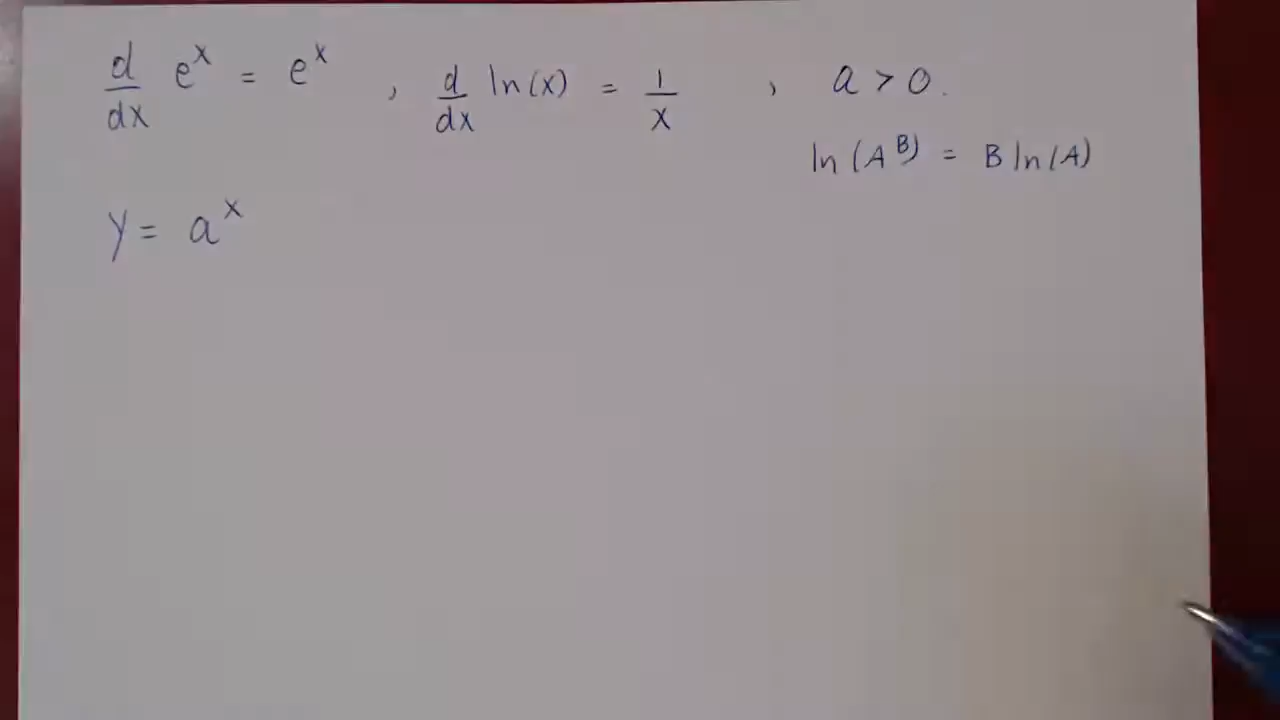 d/dx e^x = e^x , d/dx ln(x) = 1/x , a > 0.
ln(A^B) = B ln(A)
y = a^x